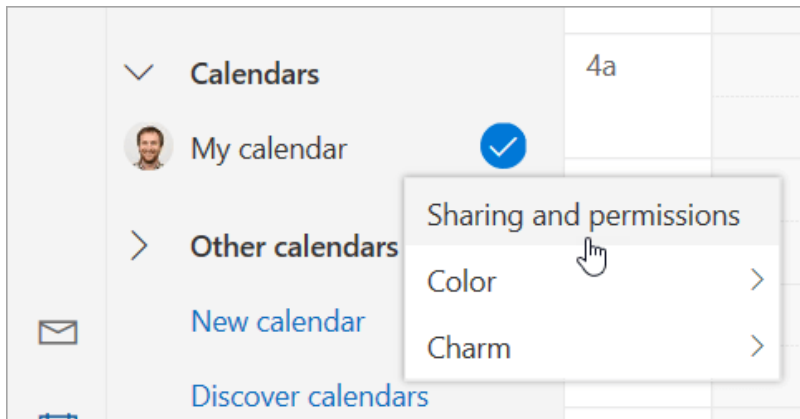 Calendars
4a
My calendar
Sharing and permissions
Other calendars
Color
New calendar
Charm
Discover calendars